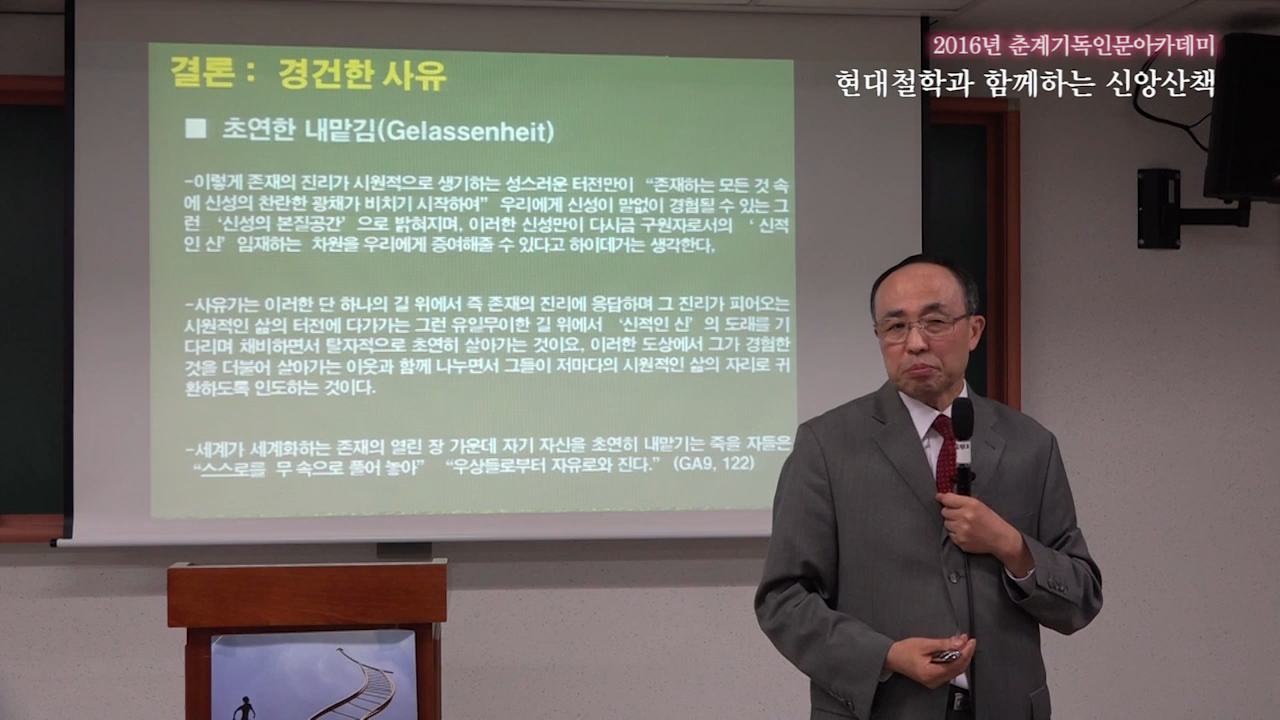 2016년 춘계기독인문아카데미
현대철학과 함께하는 신앙산책
결론 : 경건한 사유
■ 초연한 내맡김(Gelassenheit)
-이렇게 존재의 진리가 시원적으로 생기하는 성스러운 터전만이 “존재하는 모든 것 속
에 신성의 찬란한 광채가 비치기 시작하여” 우리에게 신성이 말없이 경험될 수 있는 그
런 ‘신성의 본질공간’ 으로 밝혀지며, 이러한 신성만이 다시금 구원자로서의 ‘ 신적
인 신’ 임재하는 차원을 우리에게 증여해줄 수 있다고 하이데거는 생각한다,
-사유가는 이러한 단 하나의 길 위에서 즉 존재의 진리에 응답하며 그 진리가 피어오는
시원적인 삶의 터전에 다가가는 그런 유일무이한 길 위에서 ‘신적인 신’ 의 도래를 기
다리며 채비하면서 탈자적으로 초연히 살아가는 것이요, 이러한 도상에서 그가 경험한
것을 더불어 살아가는 이웃과 함께 나누면서 그들이 저마다의 시원적인 삶의 자리로 귀
환하도록 인도하는 것이다.
-세계가 세계화하는 존재의 열린 장 가운데 자기 자신을 초연히 내맡기는 죽을 자들은
“스스로를 무 속으로 풀어 놓아” “우상들로부터 자유로와 진다.” (GA9, 122)